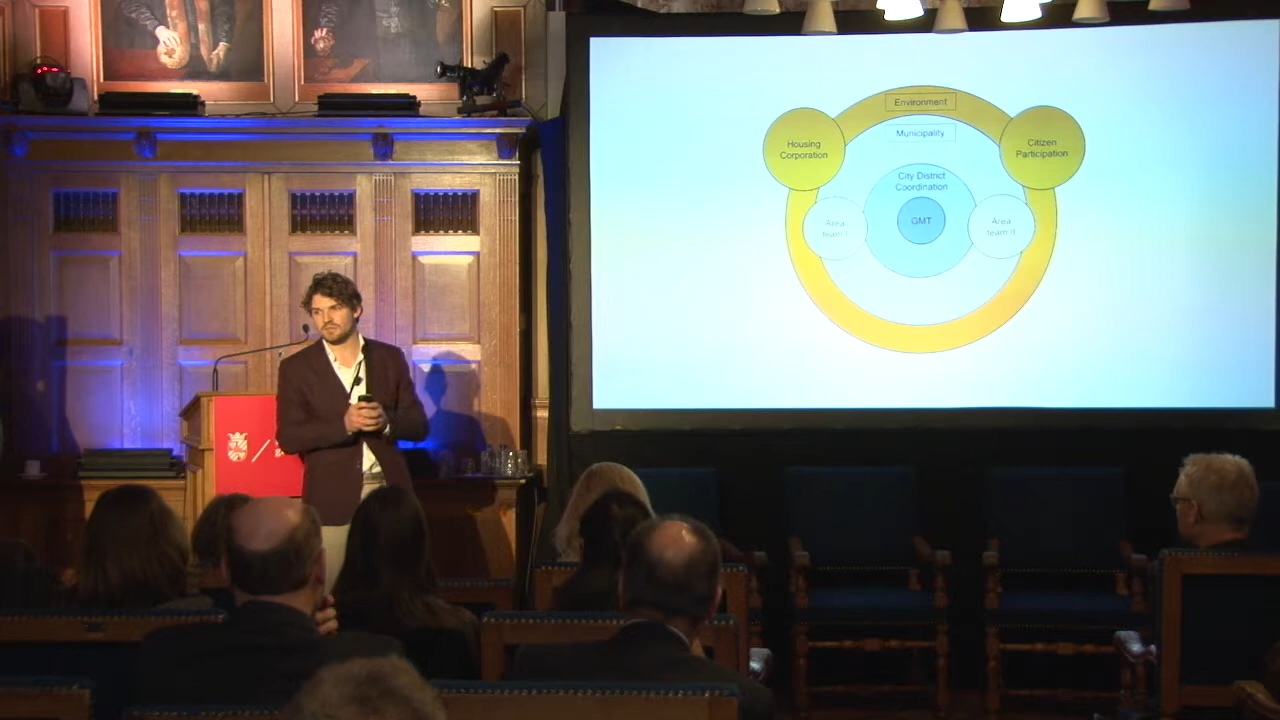 Environment
Municipality
Housing
Corporation
Citizen
Participation
City District
Coordination
GMT
Area
team I
Area
team II